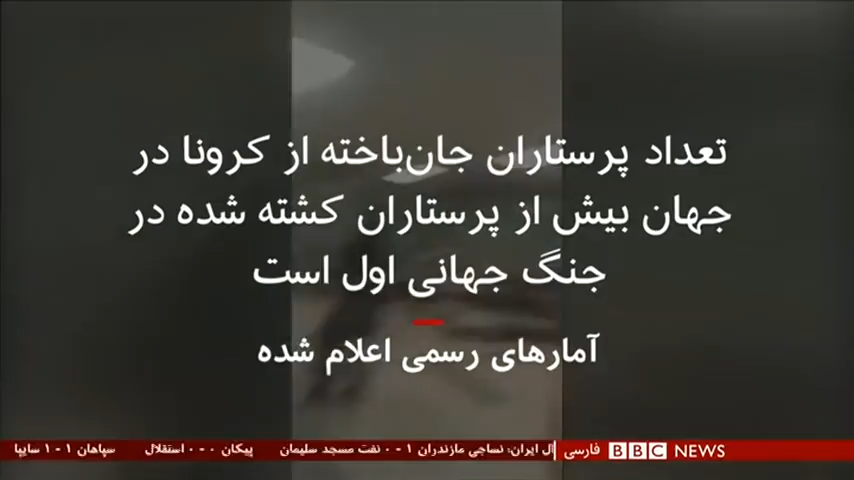 تعداد پرستاران جان‌باخته از کرونا در
جهان بیش از پرستاران کشته شده در
جنگ جهانی اول است
آمارهای رسمی اعلام شده
BBC NEWS فارسی
ال ایران: نساجی مازندران ۱ - ۰ نفت مسجد سلیمان پیکان ۰ - ۰ استقلال سپاهان ۱ - ۱ سایپا